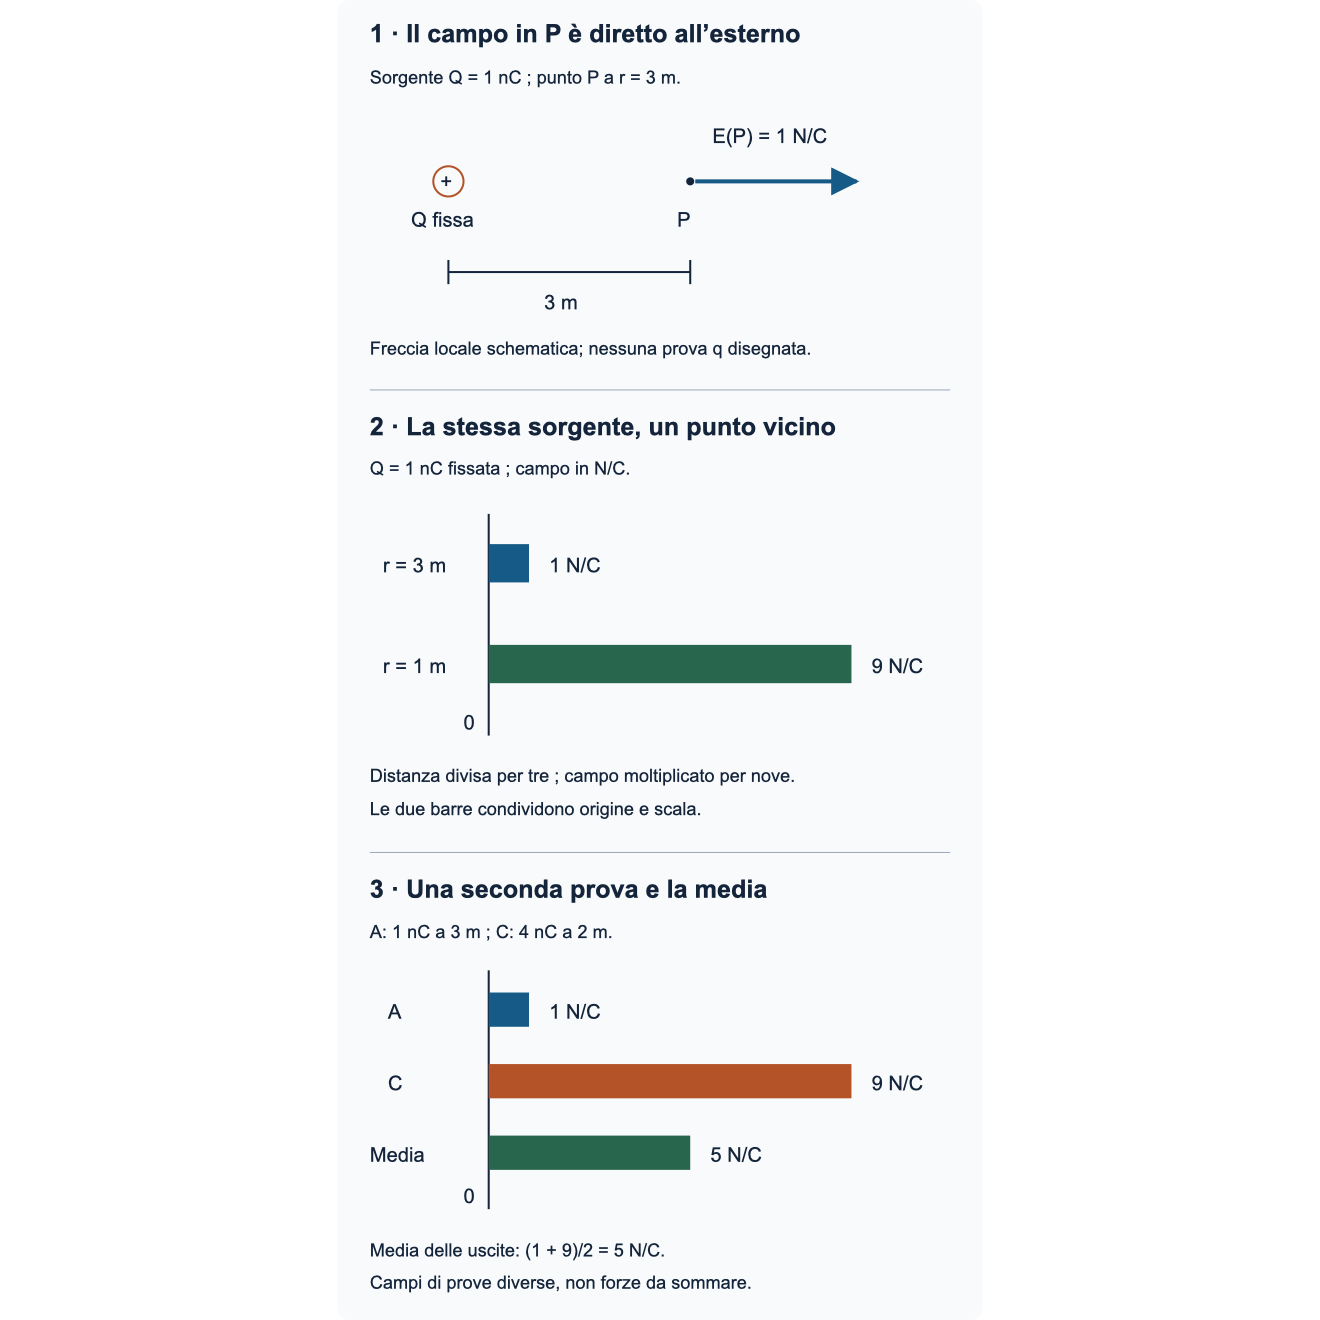 1 · Il campo in P è diretto all’esterno
Sorgente Q = 1 nC ; punto P a r = 3 m.
E(P) = 1 N/C
+
Q fissa
P
3 m
Freccia locale schematica; nessuna prova q disegnata.
2 · La stessa sorgente, un punto vicino
Q = 1 nC fissata ; campo in N/C.
r = 3 m
1 N/C
r = 1 m
9 N/C
0
Distanza divisa per tre ; campo moltiplicato per nove.
Le due barre condividono origine e scala.
3 · Una seconda prova e la media
A: 1 nC a 3 m ; C: 4 nC a 2 m.
A
1 N/C
C
9 N/C
Media
5 N/C
0
Media delle uscite: (1 + 9)/2 = 5 N/C.
Campi di prove diverse, non forze da sommare.